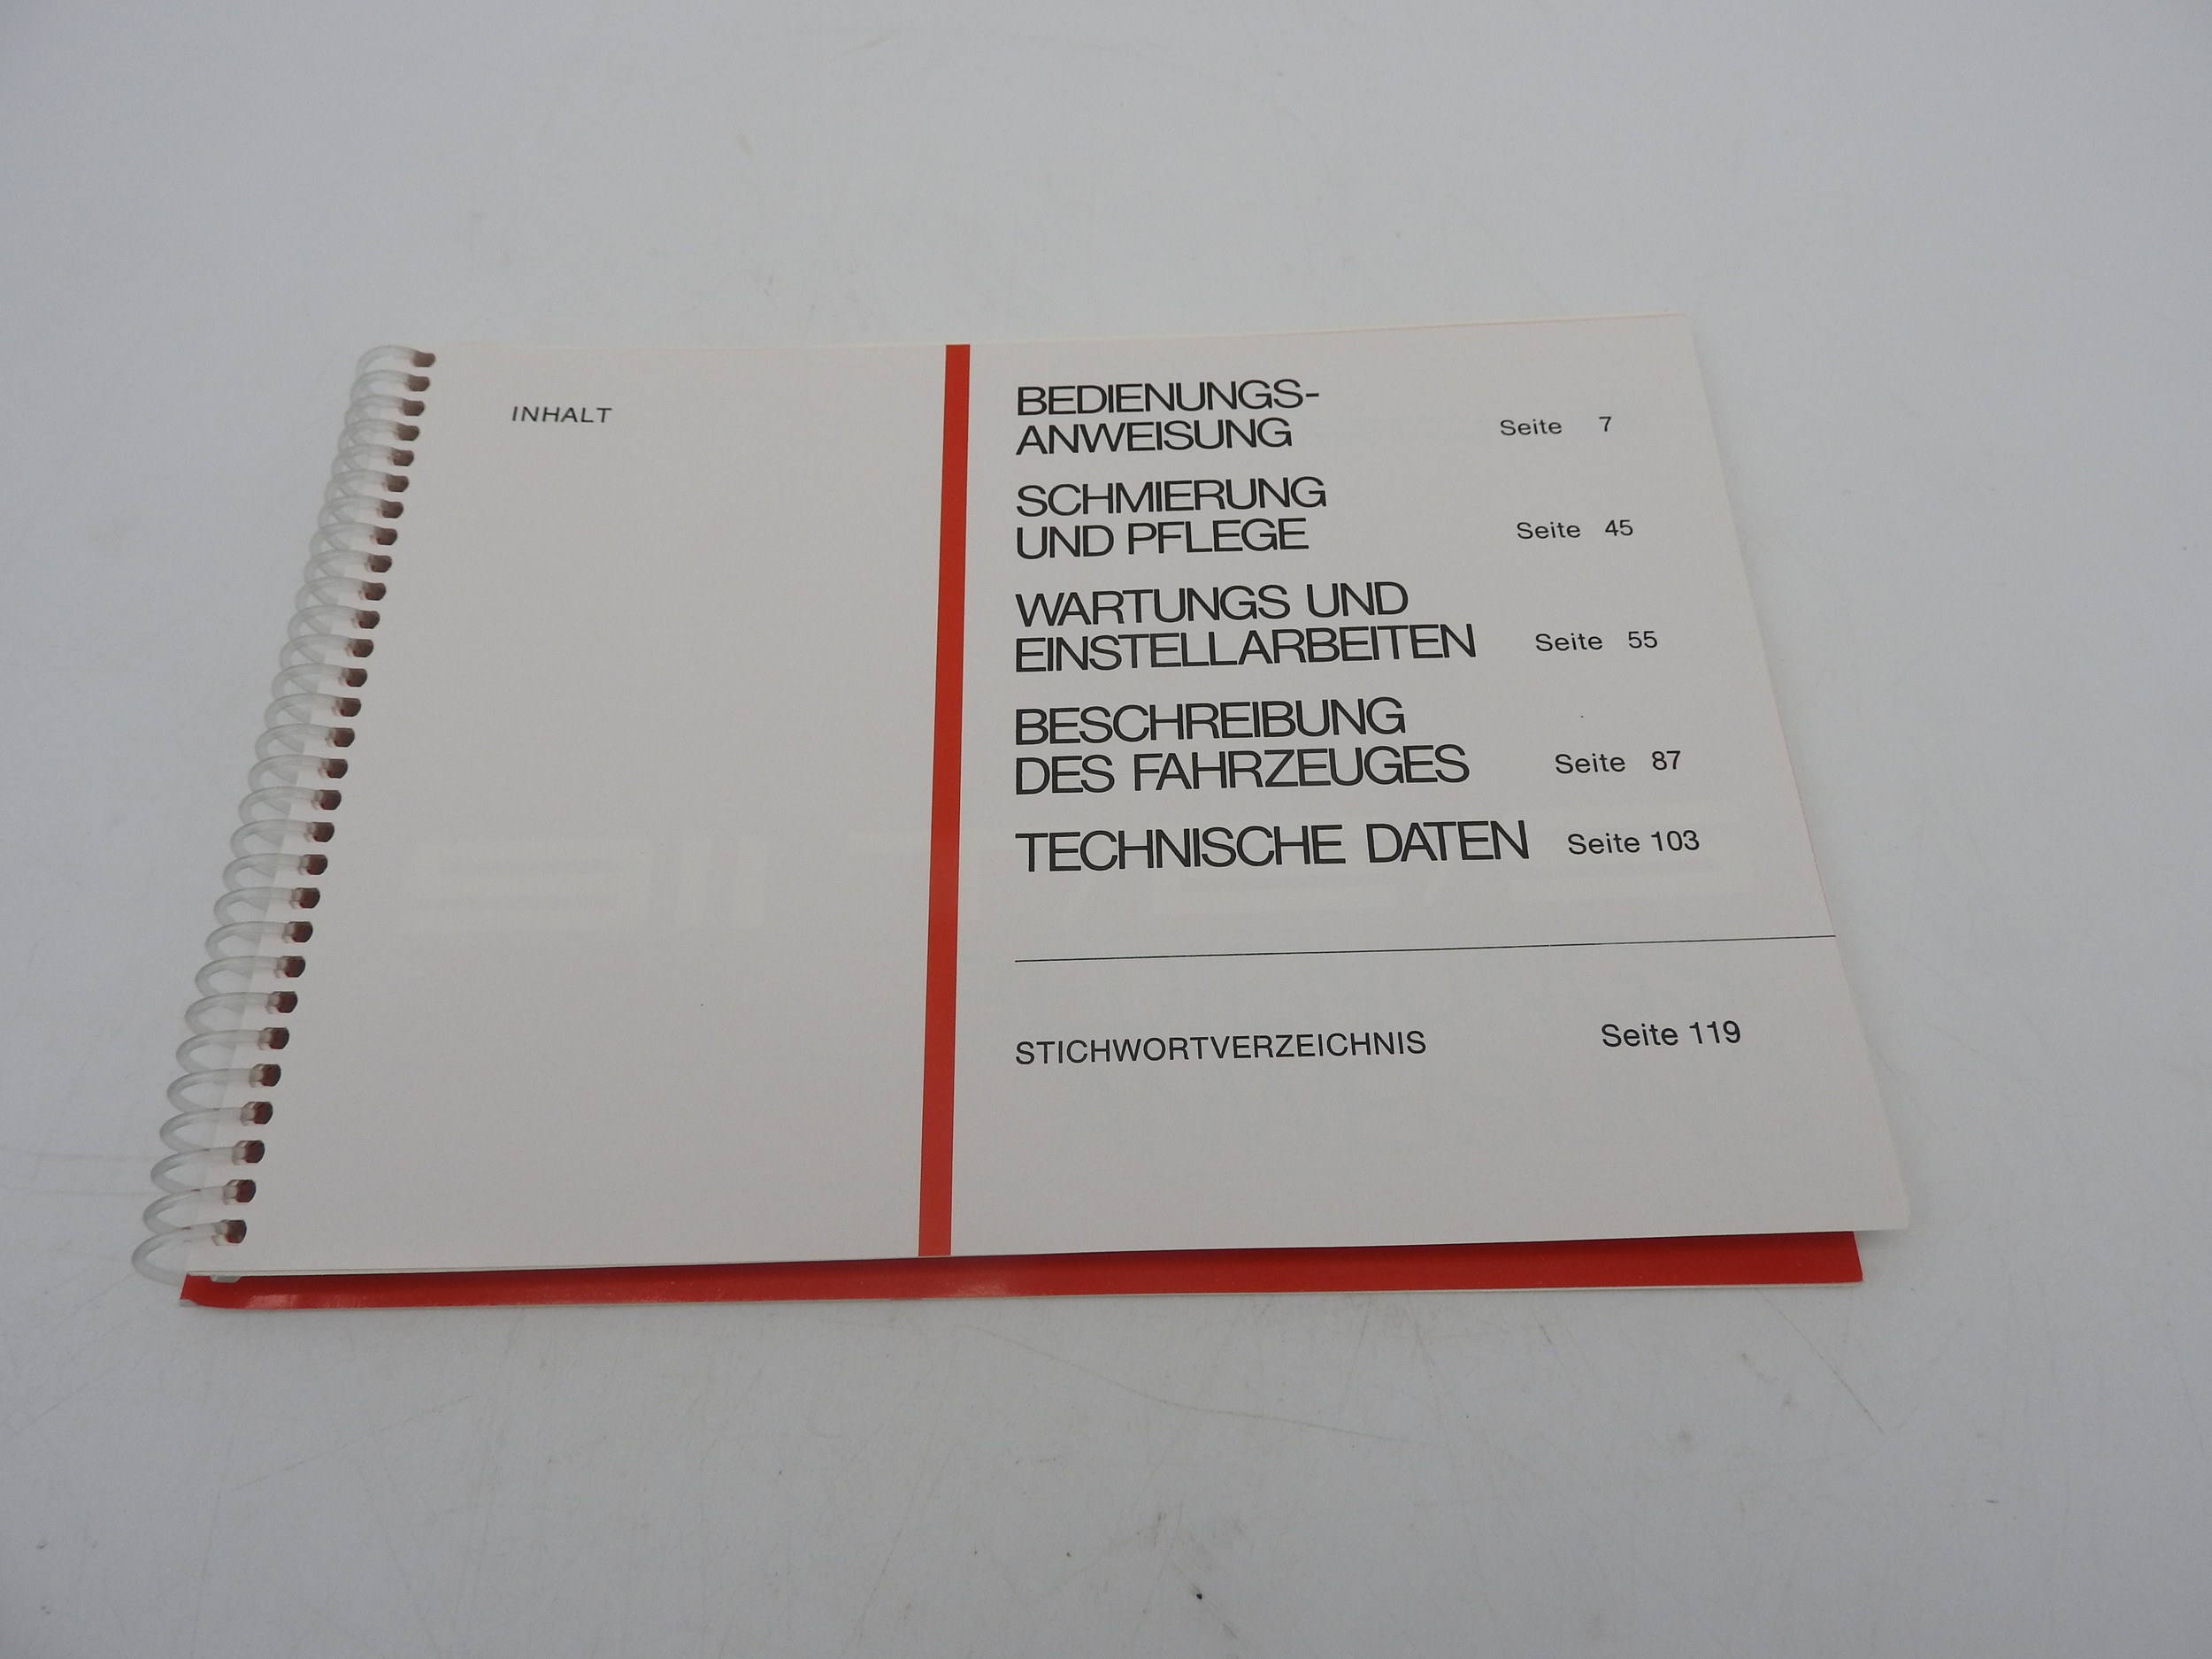 INHALT
BEDIENUNGS-
ANWEISUNG Seite 7
SCHMIERUNG
UND PFLEGE Seite 45
WARTUNGS UND
EINSTELLARBEITEN Seite 55
BESCHREIBUNG
DES FAHRZEUGES Seite 87
TECHNISCHE DATEN Seite 103
STICHWORTVERZEICHNIS Seite 119